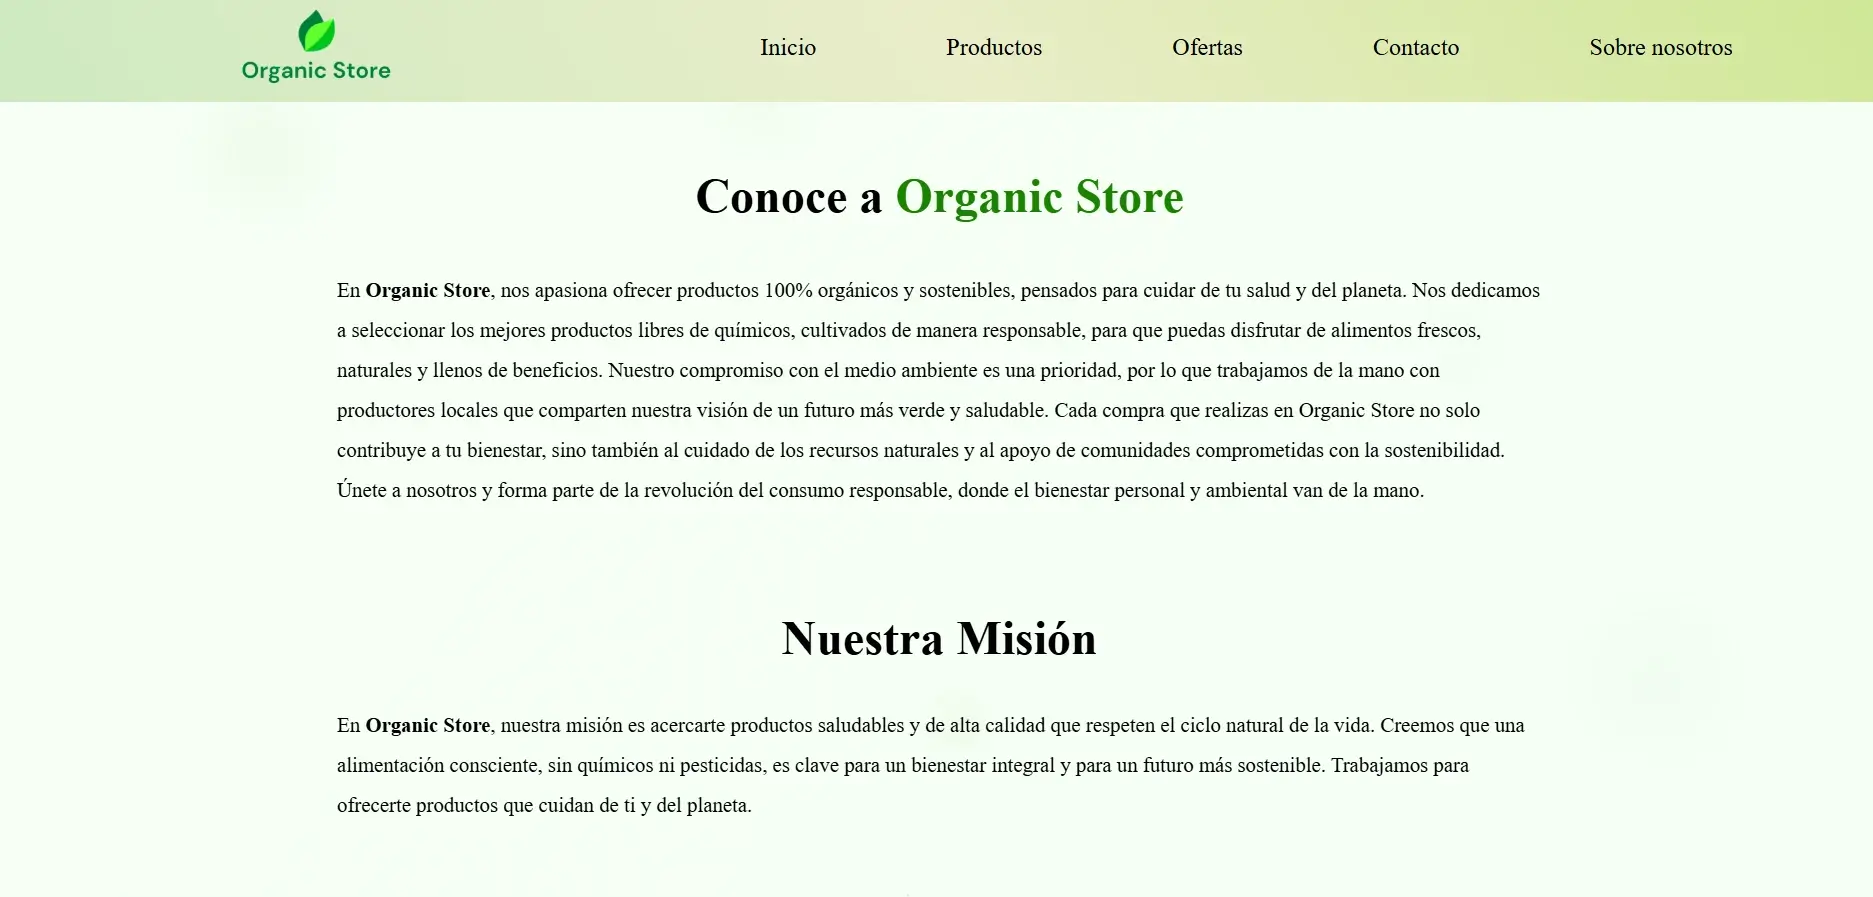 Organic Store
Inicio
Productos
Ofertas
Contacto
Sobre nosotros
Conoce a Organic Store
En Organic Store, nos apasiona ofrecer productos 100% orgánicos y sostenibles, pensados para cuidar de tu salud y del planeta. Nos dedicamos
a seleccionar los mejores productos libres de químicos, cultivados de manera responsable, para que puedas disfrutar de alimentos frescos,
naturales y llenos de beneficios. Nuestro compromiso con el medio ambiente es una prioridad, por lo que trabajamos de la mano con
productores locales que comparten nuestra visión de un futuro más verde y saludable. Cada compra que realizas en Organic Store no solo
contribuye a tu bienestar, sino también al cuidado de los recursos naturales y al apoyo de comunidades comprometidas con la sostenibilidad.
Únete a nosotros y forma parte de la revolución del consumo responsable, donde el bienestar personal y ambiental van de la mano.
Nuestra Misión
En Organic Store, nuestra misión es acercarte productos saludables y de alta calidad que respeten el ciclo natural de la vida. Creemos que una
alimentación consciente, sin químicos ni pesticidas, es clave para un bienestar integral y para un futuro más sostenible. Trabajamos para
ofrecerte productos que cuidan de ti y del planeta.